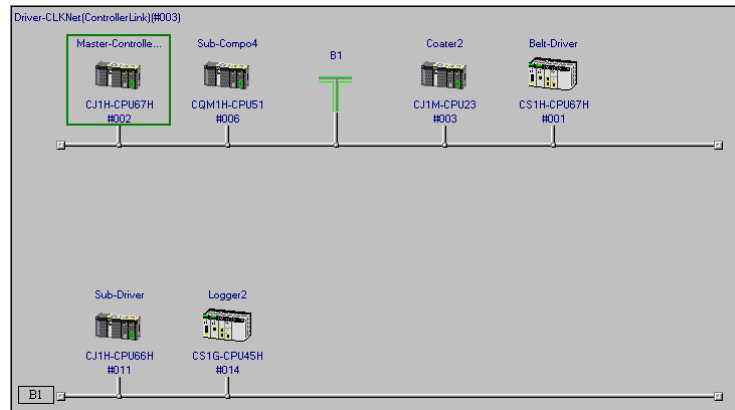 Driver-CLKNet(ControllerLink)(#003)
Master-Controlle...
CJ1H-CPU67H
#002
Sub-Compo4
CQM1H-CPU51
#006
B1
Coater2
CJ1M-CPU23
#003
Belt-Driver
CS1H-CPU67H
#001
Sub-Driver
CJ1H-CPU66H
#011
Logger2
CS1G-CPU45H
#014
B1